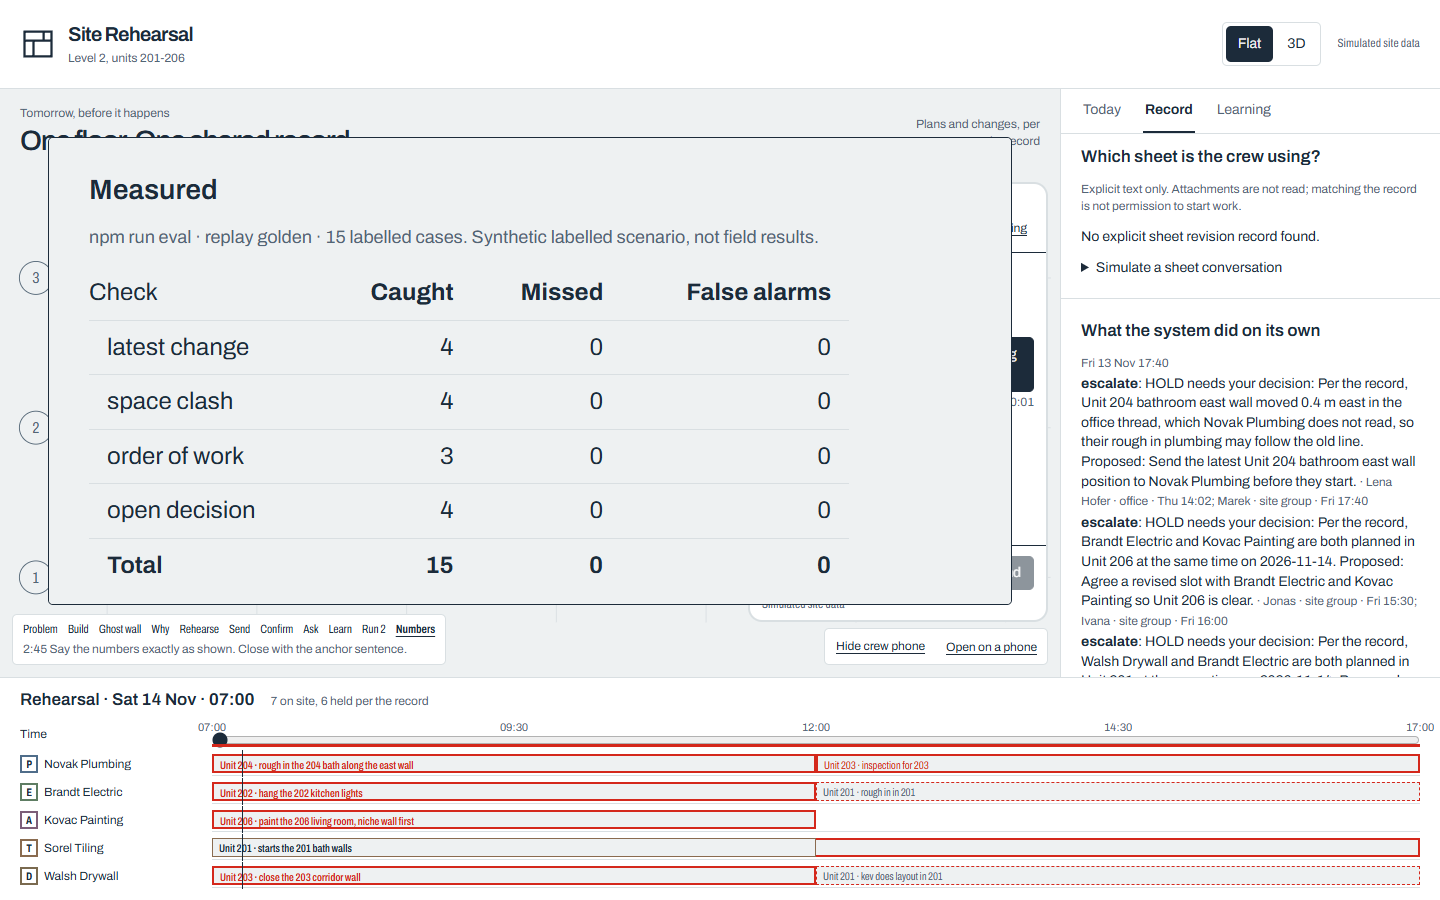 Site Rehearsal
Level 2, units 201-206
Flat 3D
Simulated site data
Tomorrow, before it happens
One floor. One shared record
Plans and changes, per
record
Measured
npm run eval · replay golden · 15 labelled cases. Synthetic labelled scenario, not field results.
Check Caught Missed False alarms
latest change 4 0 0
space clash 4 0 0
order of work 3 0 0
open decision 4 0 0
Total 15 0 0
3
2
1
ing
g
0:01
d
Simulated site data
Problem Build Ghost wall Why Rehearse Send Confirm Ask Learn Run 2 Numbers
2:45 Say the numbers exactly as shown. Close with the anchor sentence.
Hide crew phone Open on a phone
Today Record Learning
Which sheet is the crew using?
Explicit text only. Attachments are not read; matching the record
is not permission to start work.
No explicit sheet revision record found.
▶ Simulate a sheet conversation
What the system did on its own
Fri 13 Nov 17:40
escalate: HOLD needs your decision: Per the record,
Unit 204 bathroom east wall moved 0.4 m east in the
office thread, which Novak Plumbing does not read, so
their rough in plumbing may follow the old line.
Proposed: Send the latest Unit 204 bathroom east wall
position to Novak Plumbing before they start. · Lena
Hofer · office · Thu 14:02; Marek · site group · Fri 17:40
escalate: HOLD needs your decision: Per the record,
Brandt Electric and Kovac Painting are both planned in
Unit 206 at the same time on 2026-11-14. Proposed:
Agree a revised slot with Brandt Electric and Kovac
Painting so Unit 206 is clear. · Jonas · site group · Fri 15:30;
Ivana · site group · Fri 16:00
escalate: HOLD needs your decision: Per the record,
Walsh Drywall and Brandt Electric are both planned in
Rehearsal · Sat 14 Nov · 07:00 7 on site, 6 held per the record
Time 07:00 09:30 12:00 14:30 17:00
P Novak Plumbing Unit 204 · rough in the 204 bath along the east wall Unit 203 · inspection for 203
E Brandt Electric Unit 202 · hang the 202 kitchen lights Unit 201 · rough in in 201
A Kovac Painting Unit 206 · paint the 206 living room, niche wall first
T Sorel Tiling Unit 201 · starts the 201 bath walls
D Walsh Drywall Unit 203 · close the 203 corridor wall Unit 201 · kev does layout in 201